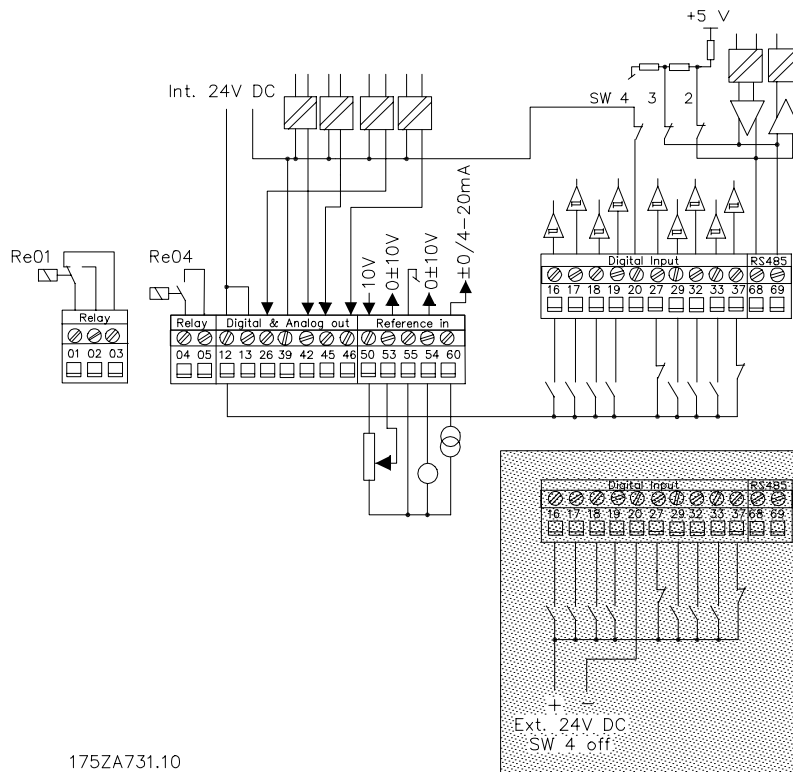 +5 V
Int. 24V DC
SW 4 3 2
Re01
Relay
01 02 03
Re04
10V
0±10V
0±10V
±0/4-20mA
Relay Digital & Analog out Reference in
04 05 12 13 26 39 42 45 46 50 53 55 54 60
Digital Input RS485
16 17 18 19 20 27 29 32 33 37 68 69
Digital Input RS485
16 17 18 19 20 27 29 32 33 37 68 69
+ -
Ext. 24V DC
SW 4 off
175ZA731.10